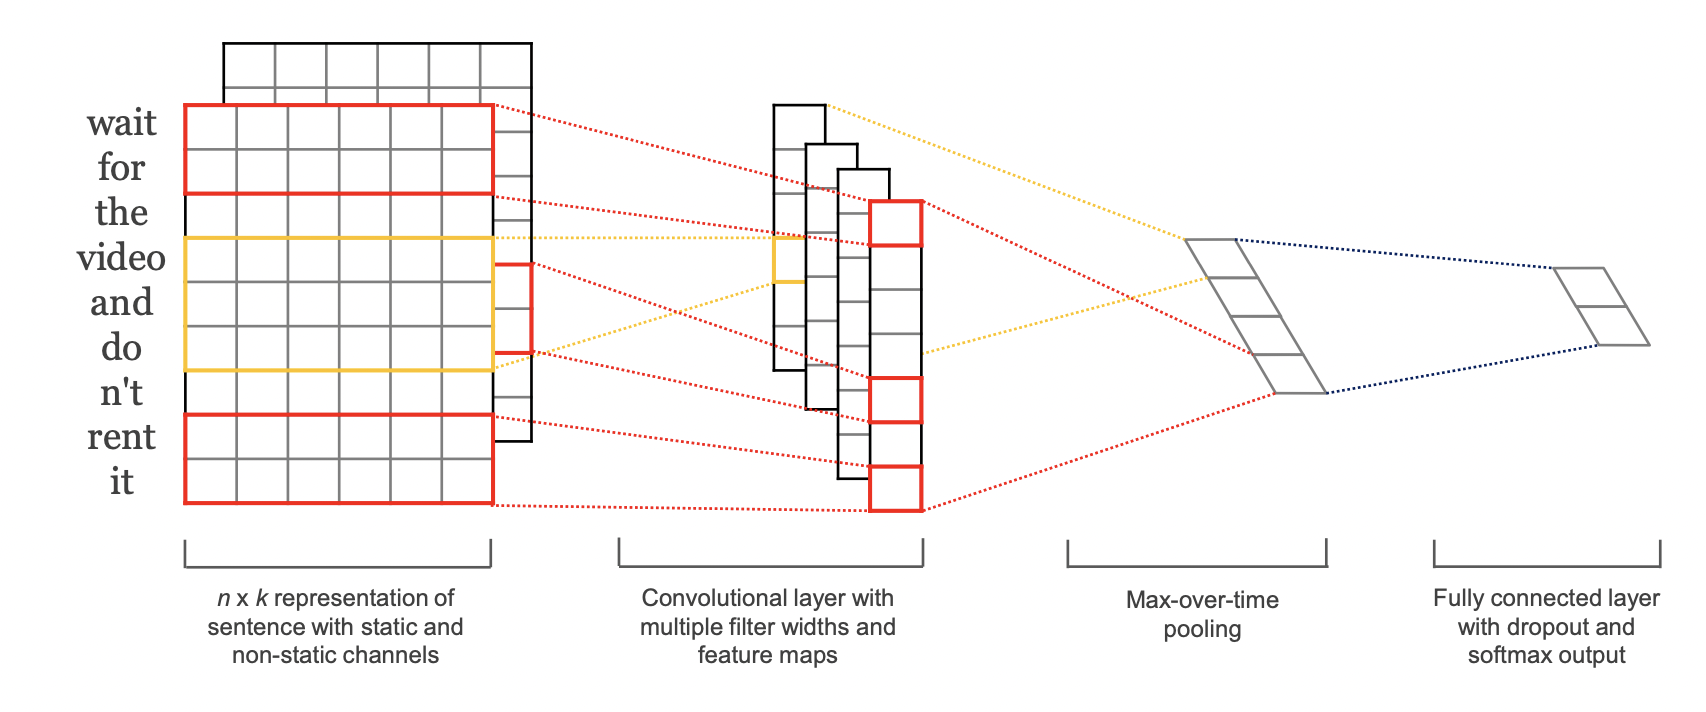 wait
for
the
video
and
do
n't
rent
it
n x k representation of
sentence with static and
non-static channels
Convolutional layer with
multiple filter widths and
feature maps
Max-over-time
pooling
Fully connected layer
with dropout and
softmax output